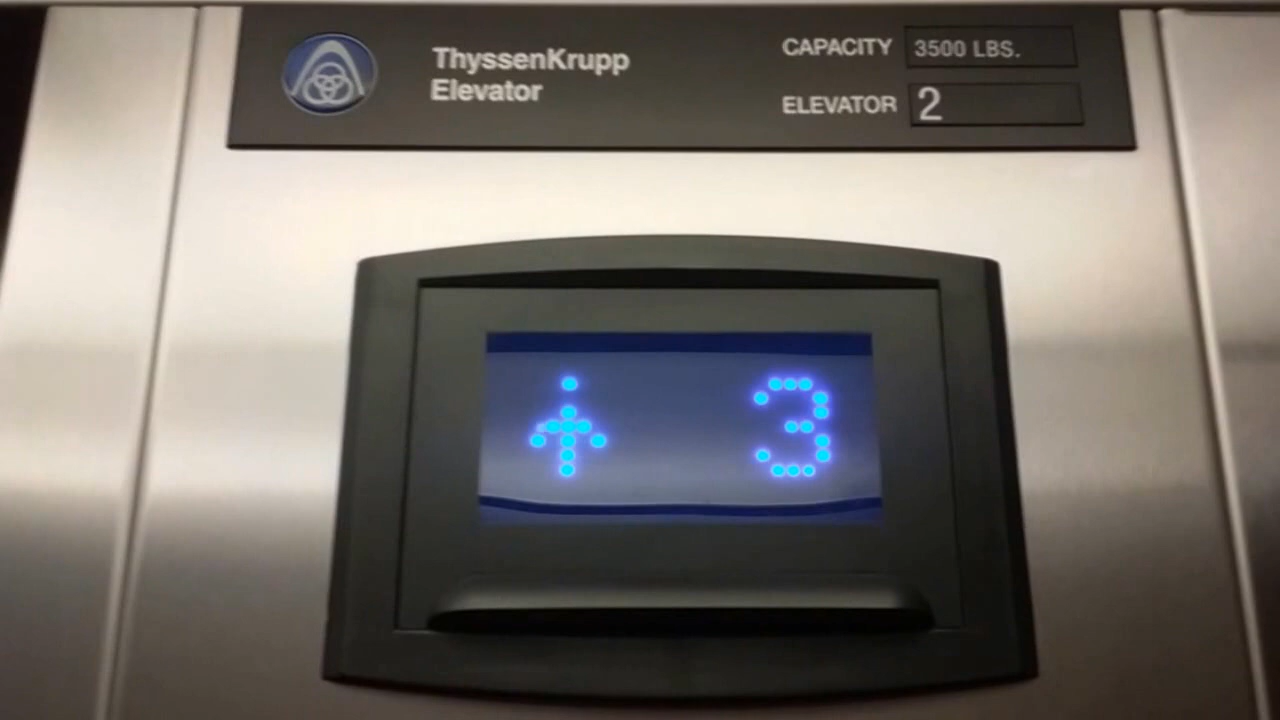 ThyssenKrupp
Elevator
CAPACITY 3500 LBS.
ELEVATOR 2
3